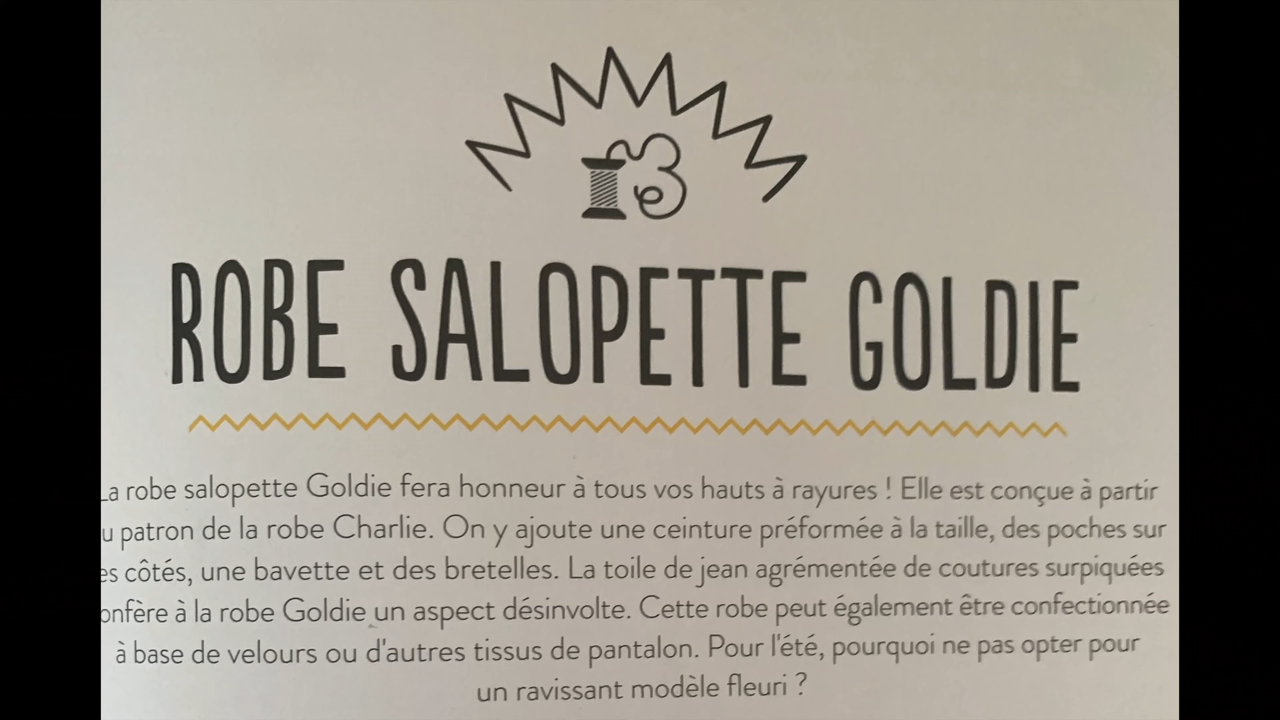 ROBE SALOPETTE GOLDIE
La robe salopette Goldie fera honneur à tous vos hauts à rayures ! Elle est conçue à partir
u patron de la robe Charlie. On y ajoute une ceinture préformée à la taille, des poches sur
es côtés, une bavette et des bretelles. La toile de jean agrémentée de coutures surpiquées
onfère à la robe Goldie un aspect désinvolte. Cette robe peut également être confectionnée
à base de velours ou d'autres tissus de pantalon. Pour l'été, pourquoi ne pas opter pour
un ravissant modèle fleuri ?